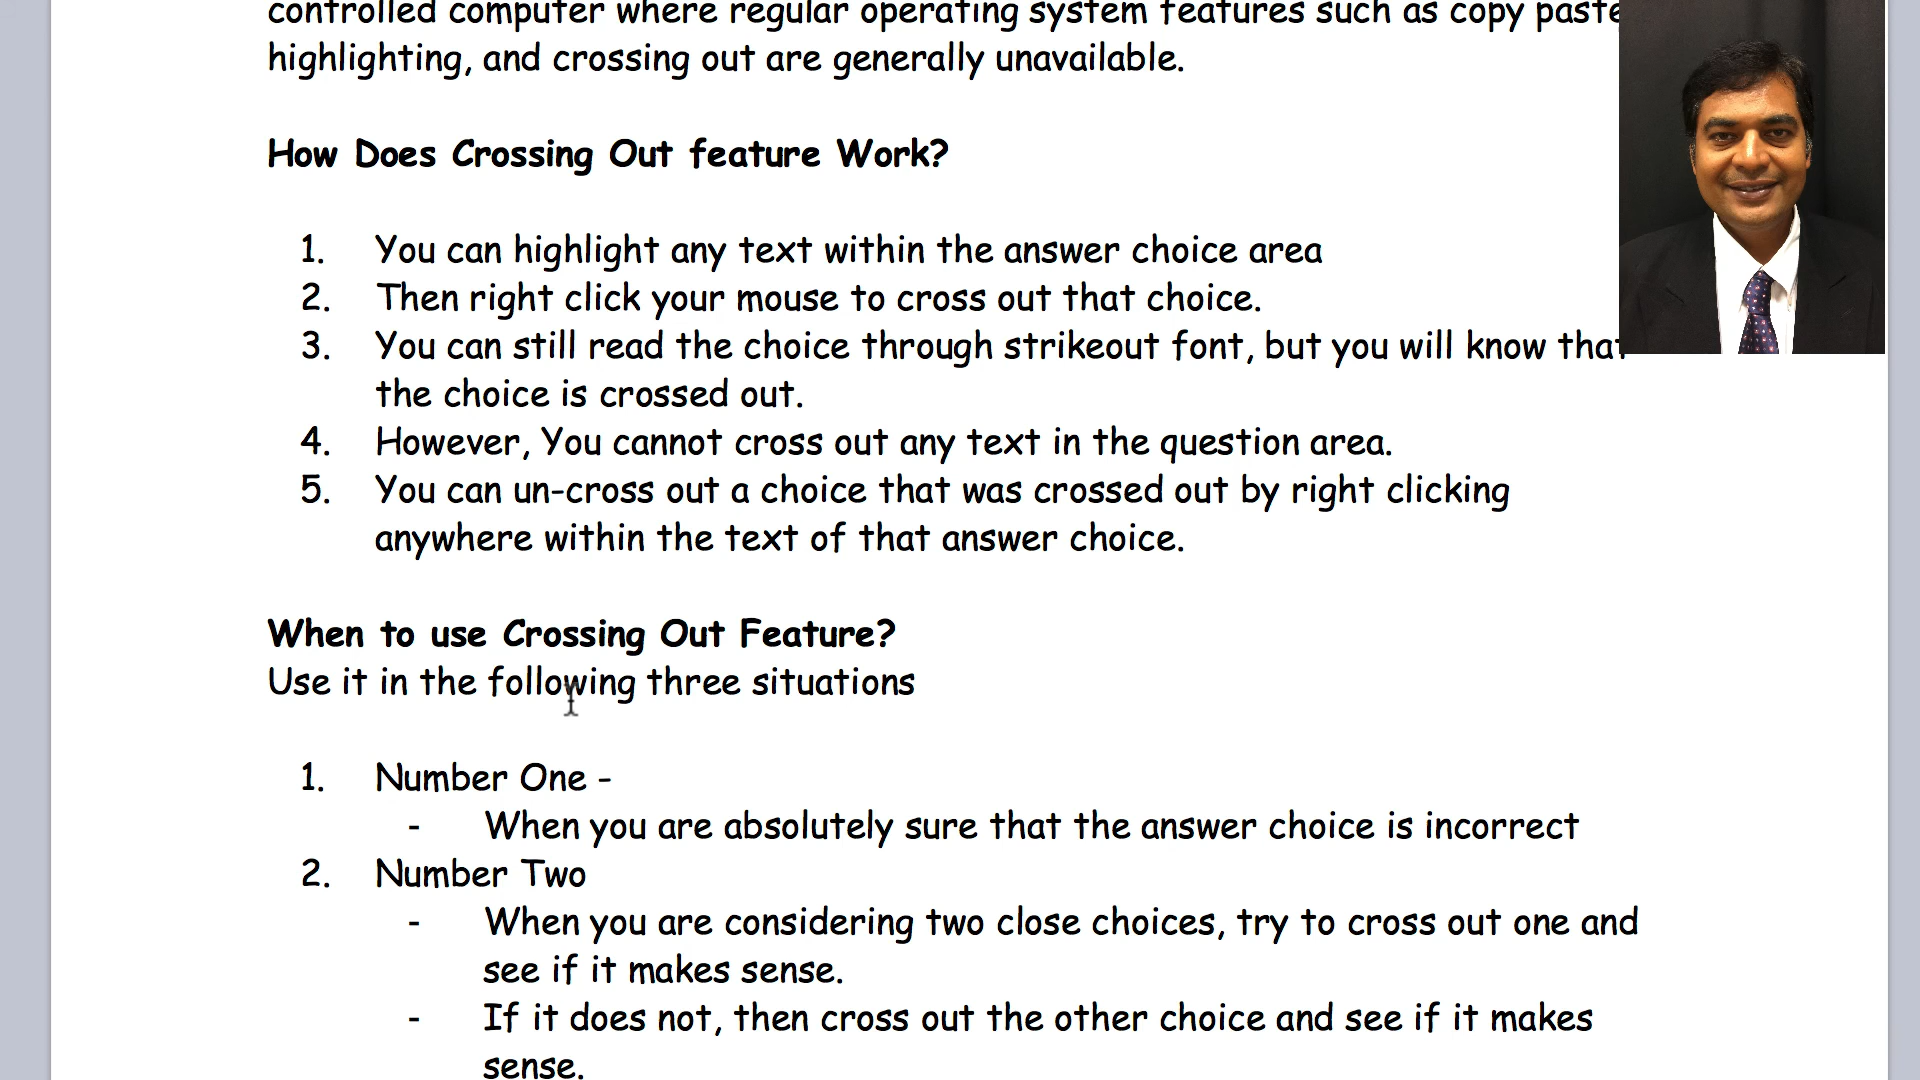 controlled computer where regular operating system features such as copy paste
highlighting, and crossing out are generally unavailable.
How Does Crossing Out feature Work?
1. You can highlight any text within the answer choice area
2. Then right click your mouse to cross out that choice.
3. You can still read the choice through strikeout font, but you will know that
the choice is crossed out.
4. However, You cannot cross out any text in the question area.
5. You can un-cross out a choice that was crossed out by right clicking
anywhere within the text of that answer choice.
When to use Crossing Out Feature?
Use it in the following three situations
1. Number One -
- When you are absolutely sure that the answer choice is incorrect
2. Number Two
- When you are considering two close choices, try to cross out one and
see if it makes sense.
- If it does not, then cross out the other choice and see if it makes
sense.